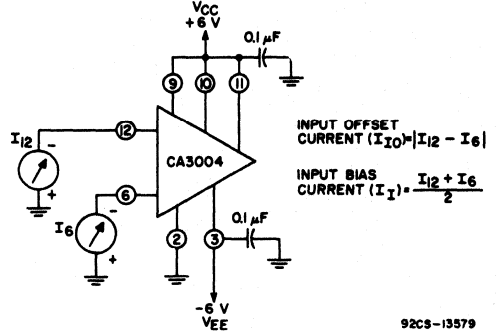 VCC
+6 V
0.1 µF
9
10
11
I12
-
+
12
CA3004
INPUT OFFSET
CURRENT (IIO)=|I12 - I6|
INPUT BIAS
CURRENT (II)= I12 + I6
2
6
I6
-
+
2
3
0.1 µF
-6 V
VEE
92CS-13579